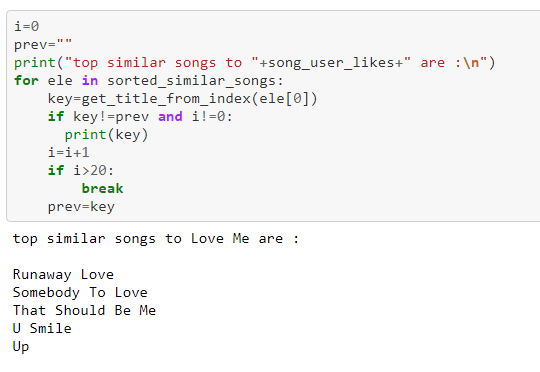 i=0
prev=""
print("top similar songs to "+song_user_likes+" are :\n")
for ele in sorted_similar_songs:
    key=get_title_from_index(ele[0])
    if key!=prev and i!=0:
      print(key)
    i=i+1
    if i>20:
        break
    prev=key
top similar songs to Love Me are :

Runaway Love
Somebody To Love
That Should Be Me
U Smile
Up